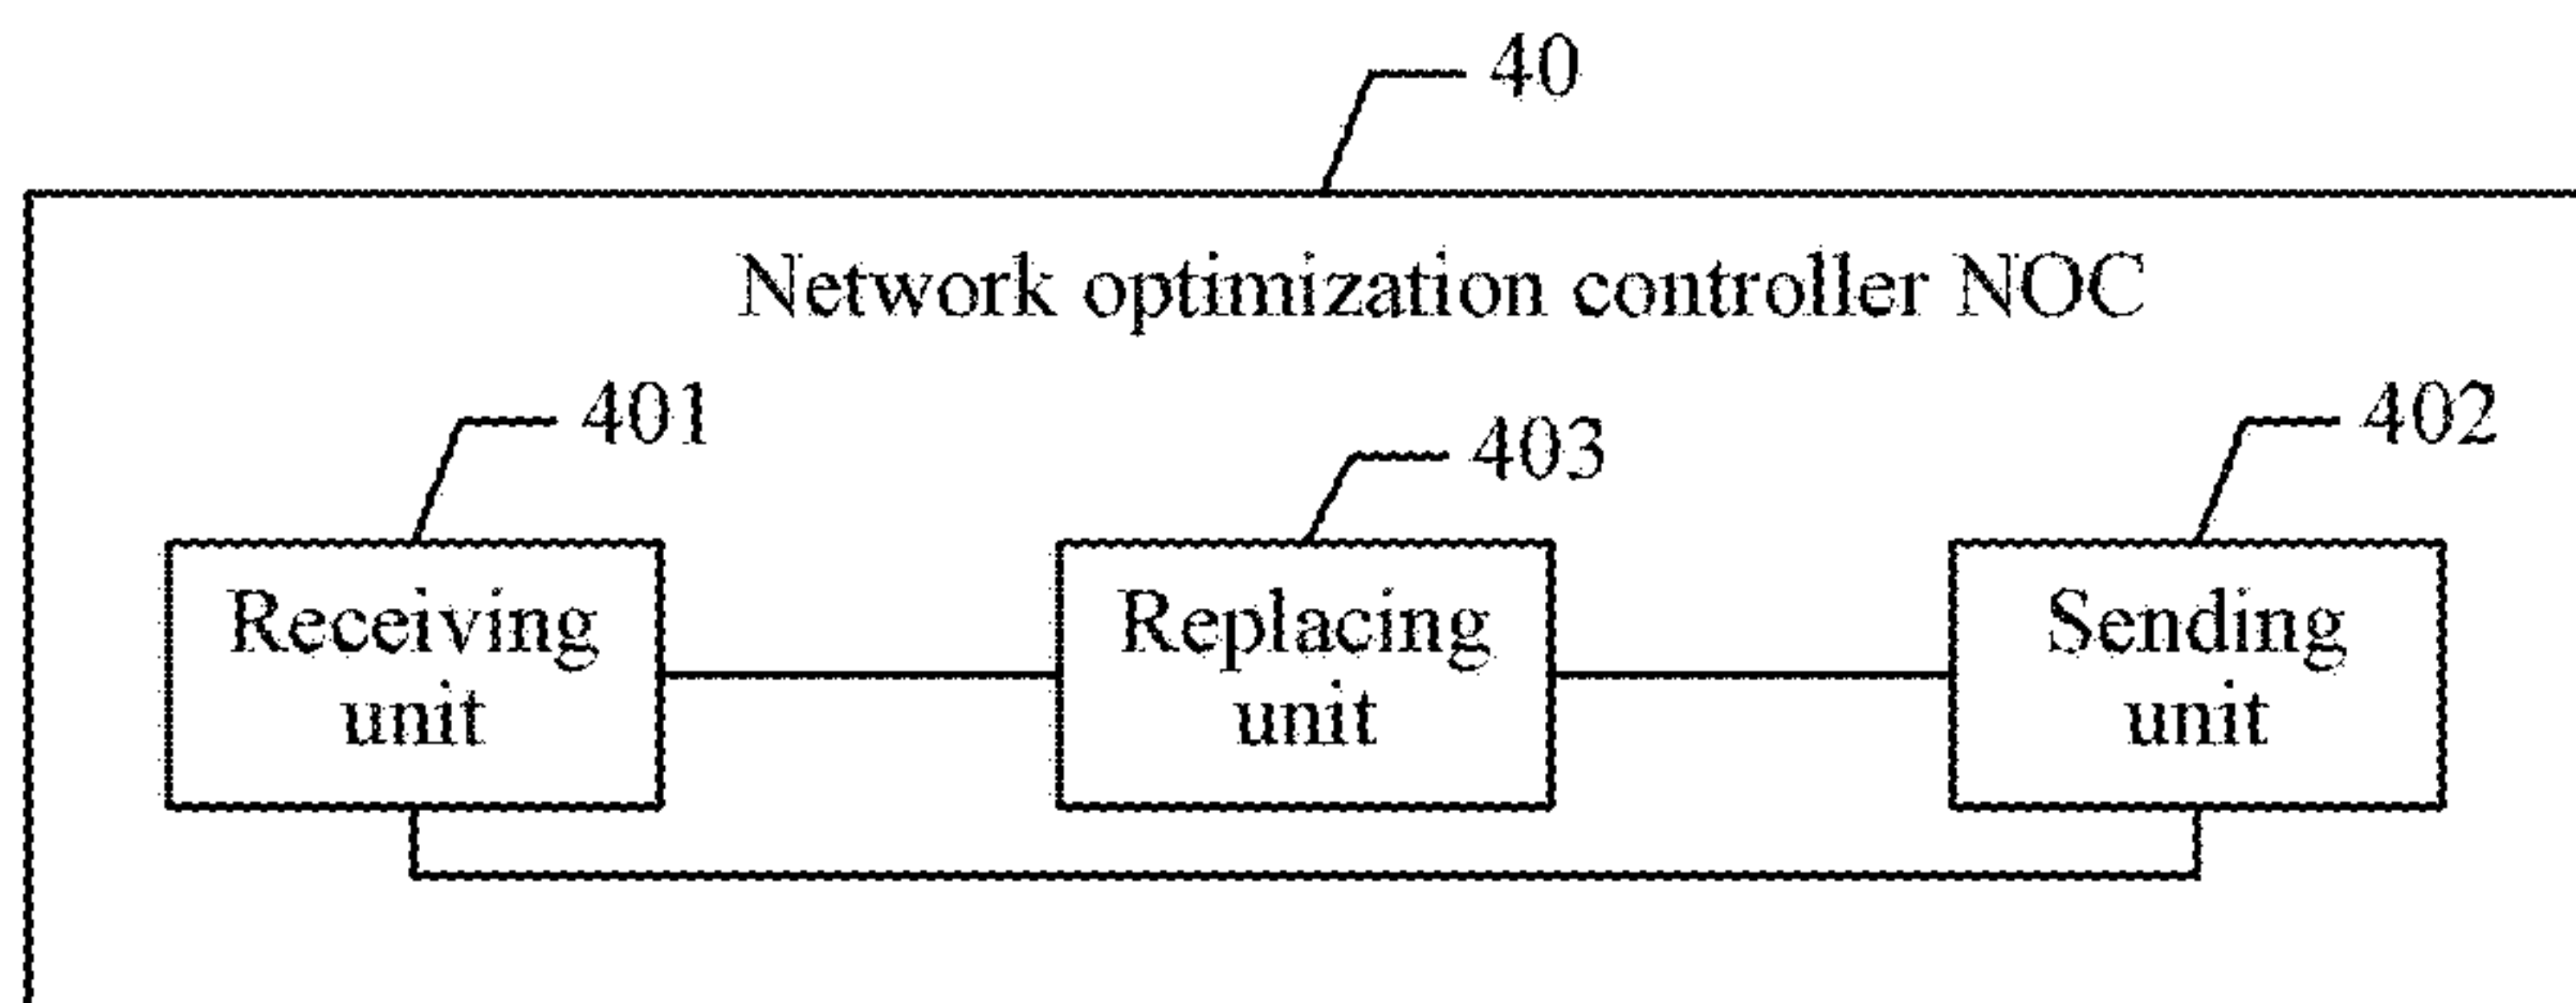 40
Network optimization controller NOC
401
403
402
Receiving
unit
Replacing
unit
Sending
unit